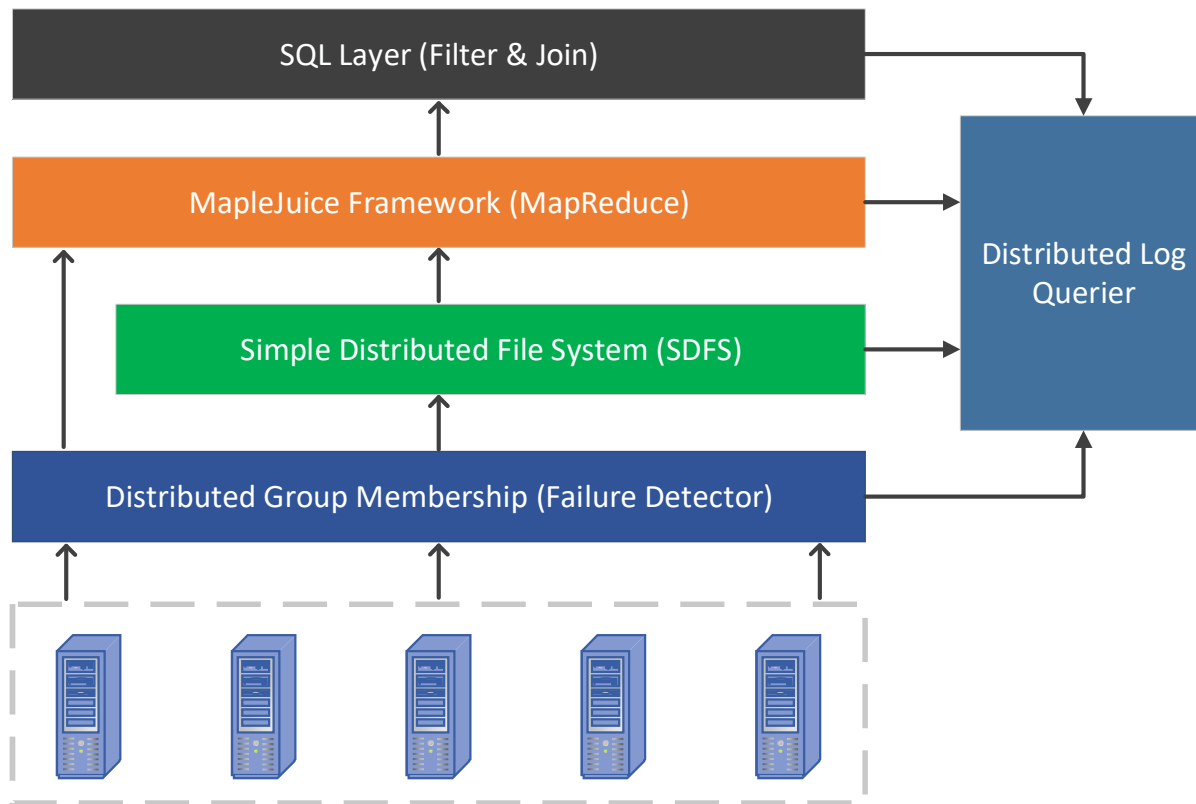 SQL Layer (Filter & Join)
MapleJuice Framework (MapReduce)
Distributed Log
Querier
Simple Distributed File System (SDFS)
Distributed Group Membership (Failure Detector)